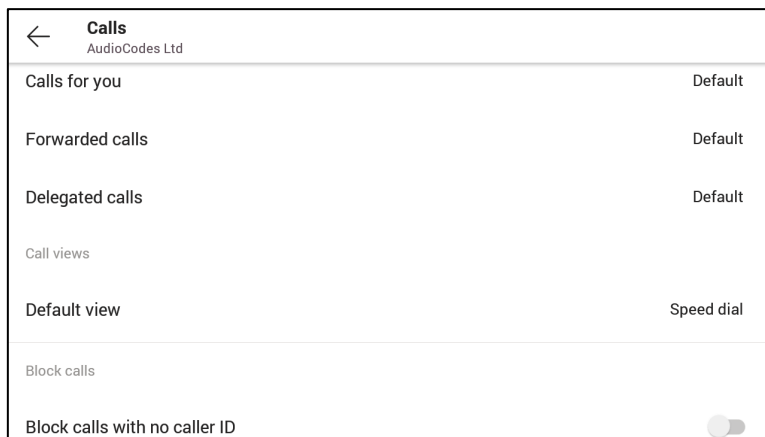 Calls
AudioCodes Ltd
Calls for you Default
Forwarded calls Default
Delegated calls Default
Call views
Default view Speed dial
Block calls
Block calls with no caller ID